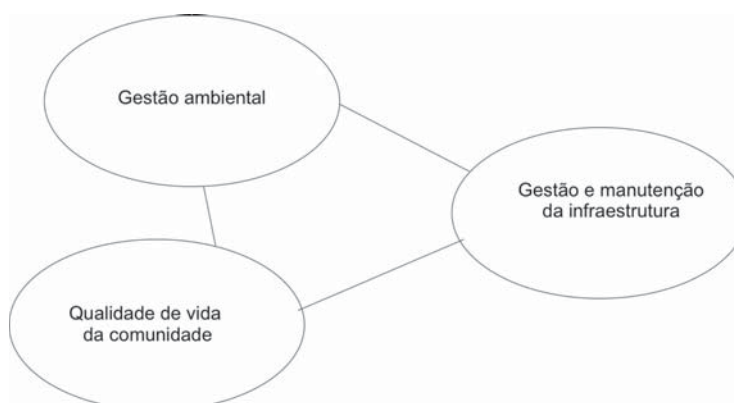 Gestão ambiental
Gestão e manutenção
da infraestrutura
Qualidade de vida
da comunidade